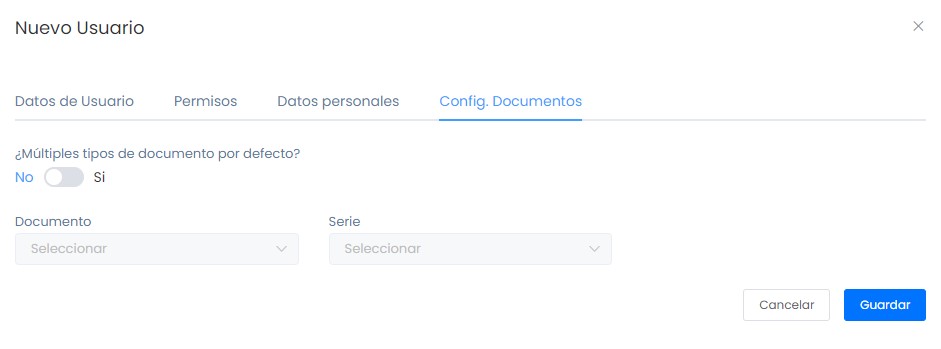 Nuevo Usuario
Datos de Usuario Permisos Datos personales Config. Documentos
¿Múltiples tipos de documento por defecto?
No Si
Documento Serie
Seleccionar Seleccionar
Cancelar Guardar